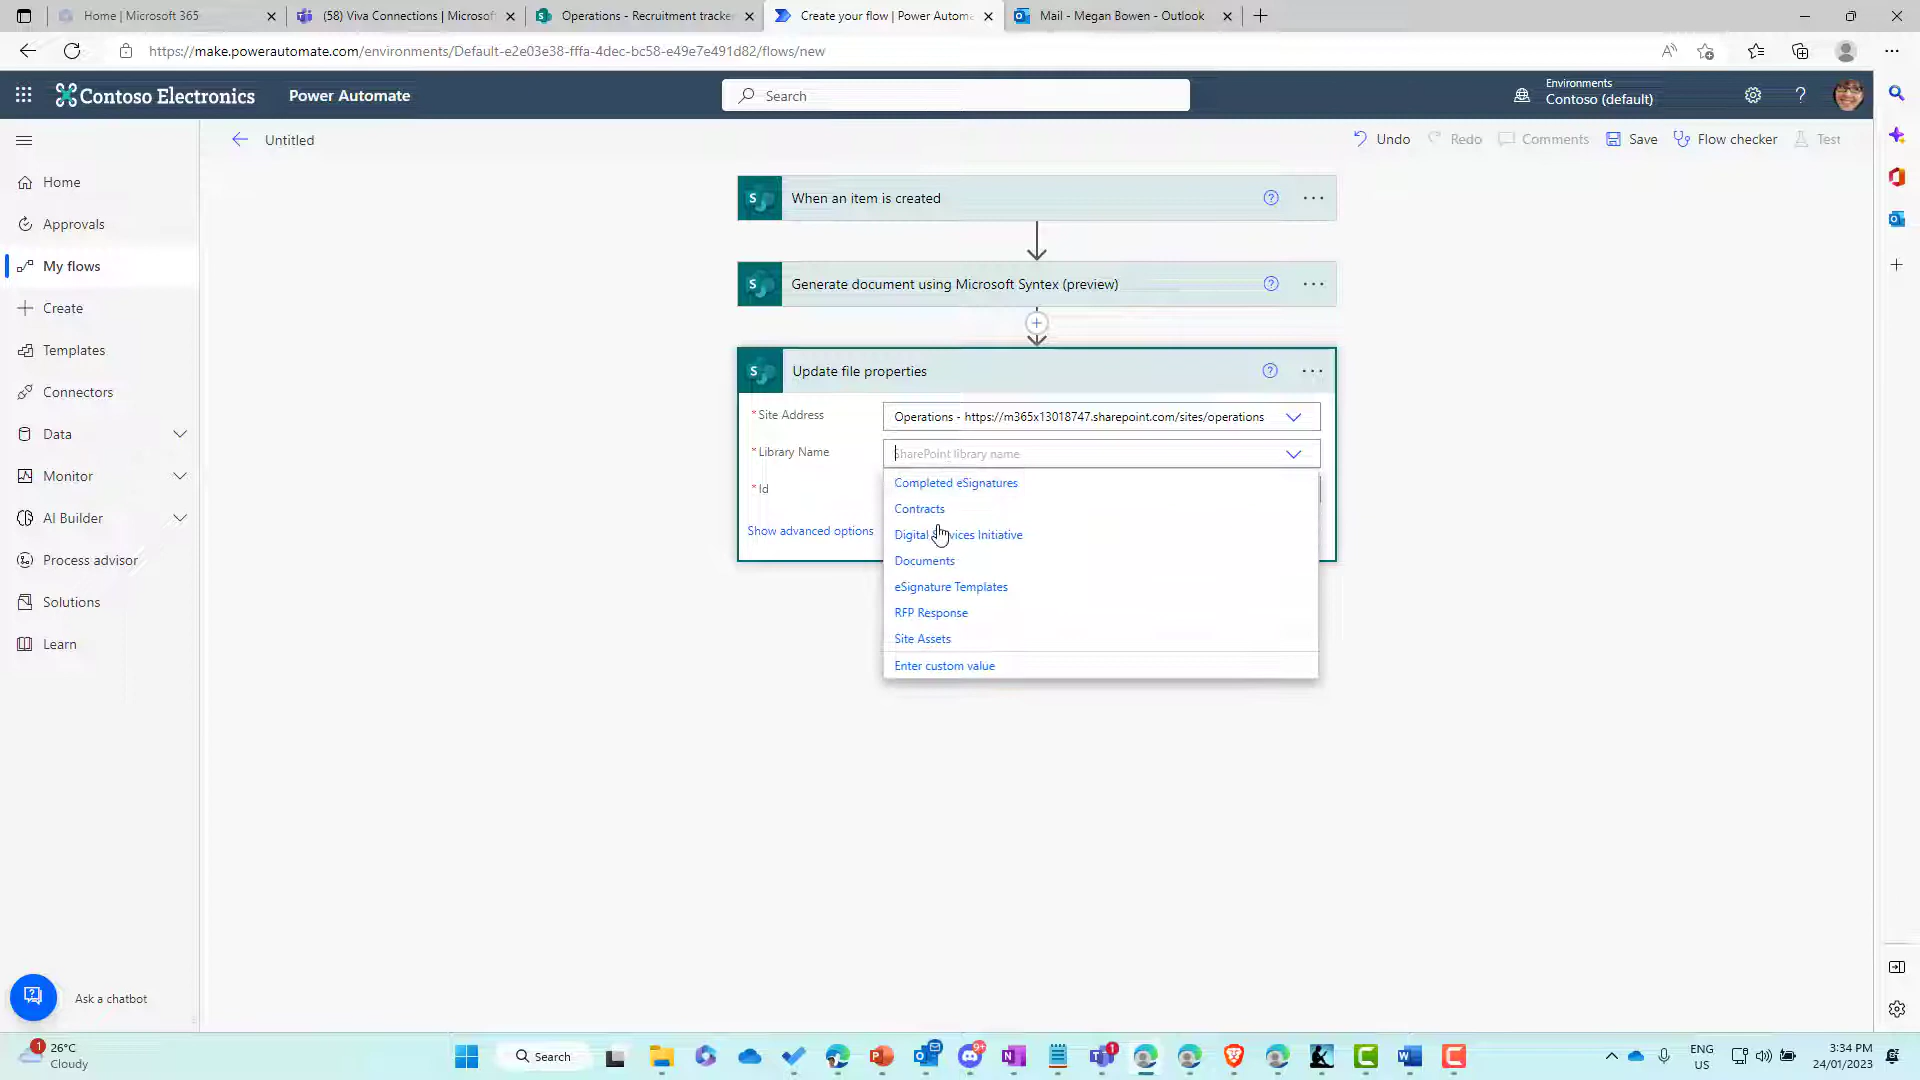 Home | Microsoft 365
(58) Viva Connections | Microsof
Operations - Recruitment tracke
Create your flow | Power Automa
Mail - Megan Bowen - Outlook
https://make.powerautomate.com/environments/Default-e2e03e38-fffa-4dec-bc58-e49e7e491d82/flows/new
Contoso Electronics
Power Automate
Search
Environments
Contoso (default)
Untitled
Undo
Redo
Comments
Save
Flow checker
Test
Home
Approvals
My flows
Create
Templates
Connectors
Data
Monitor
AI Builder
Process advisor
Solutions
Learn
Ask a chatbot
When an item is created
Generate document using Microsoft Syntex (preview)
Update file properties
* Site Address
Operations - https://m365x13018747.sharepoint.com/sites/operations
* Library Name
SharePoint library name
* Id
Show advanced options
Completed eSignatures
Contracts
Digital Services Initiative
Documents
eSignature Templates
RFP Response
Site Assets
Enter custom value
1
26°C
Cloudy
Search
9+
1
ENG
US
3:34 PM
24/01/2023